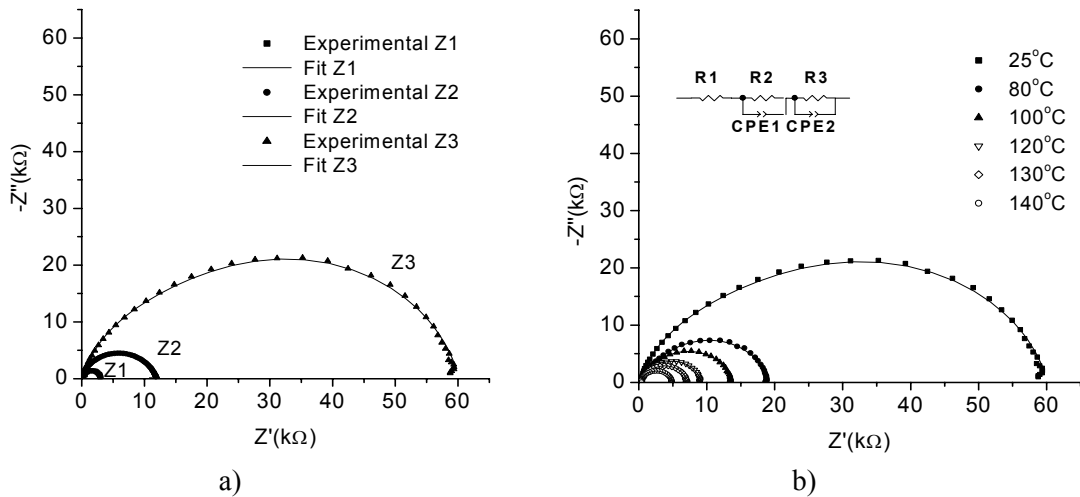 a)
60
50
40
30
20
10
0
-Z"(kΩ)
Experimental Z1
Fit Z1
Experimental Z2
Fit Z2
Experimental Z3
Fit Z3
Z3
Z2
Z1
0 10 20 30 40 50 60
Z'(kΩ)
a)
b)
60
50
40
30
20
10
0
-Z"(kΩ)
R1 R2 R3
CPE1 CPE2
25°C
80°C
100°C
120°C
130°C
140°C
0 10 20 30 40 50 60
Z'(kΩ)
b)